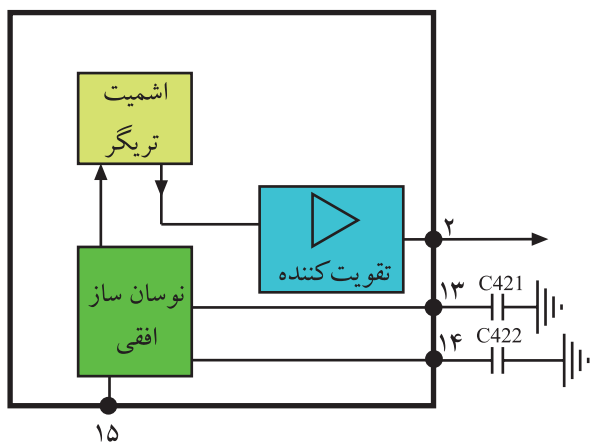 اشمیت
تریگر
تقویت‌کننده
نوسان ساز
افقی
۲
۱۳
C421
۱۴
C422
۱۵